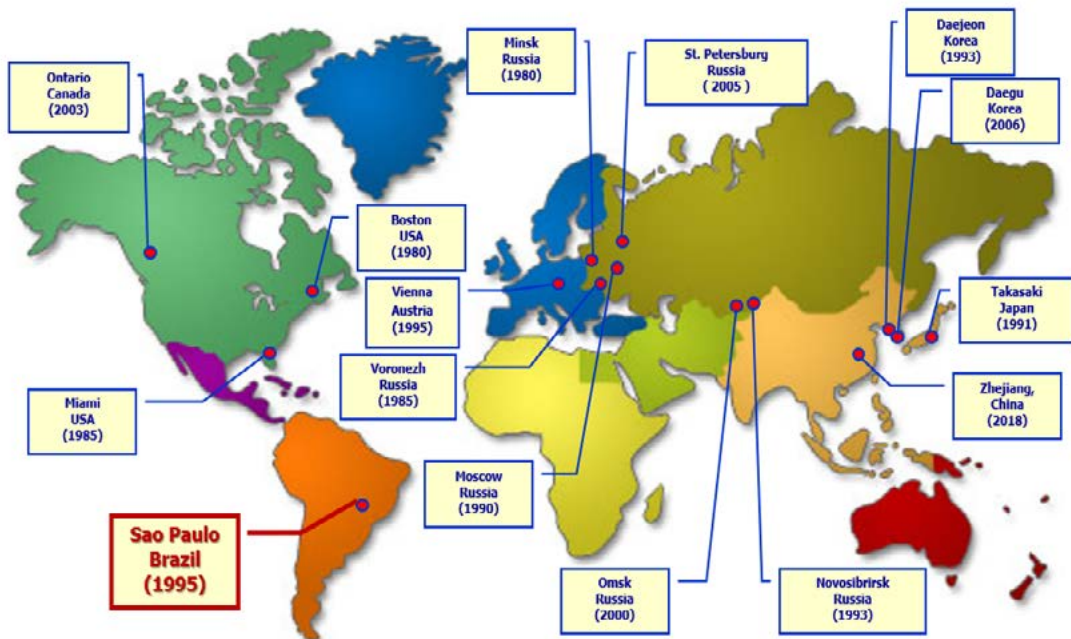 Ontario
Canada
(2003)
Minsk
Russia
(1980)
St. Petersbury
Russia
( 2005 )
Daejeon
Korea
(1993)
Daegu
Korea
(2006)
Boston
USA
(1980)
Vienna
Austria
(1995)
Takasaki
Japan
(1991)
Voronezh
Russia
(1985)
Miami
USA
(1985)
Zhejiang,
China
(2018)
Moscow
Russia
(1990)
Sao Paulo
Brazil
(1995)
Omsk
Russia
(2000)
Novosibrirsk
Russia
(1993)